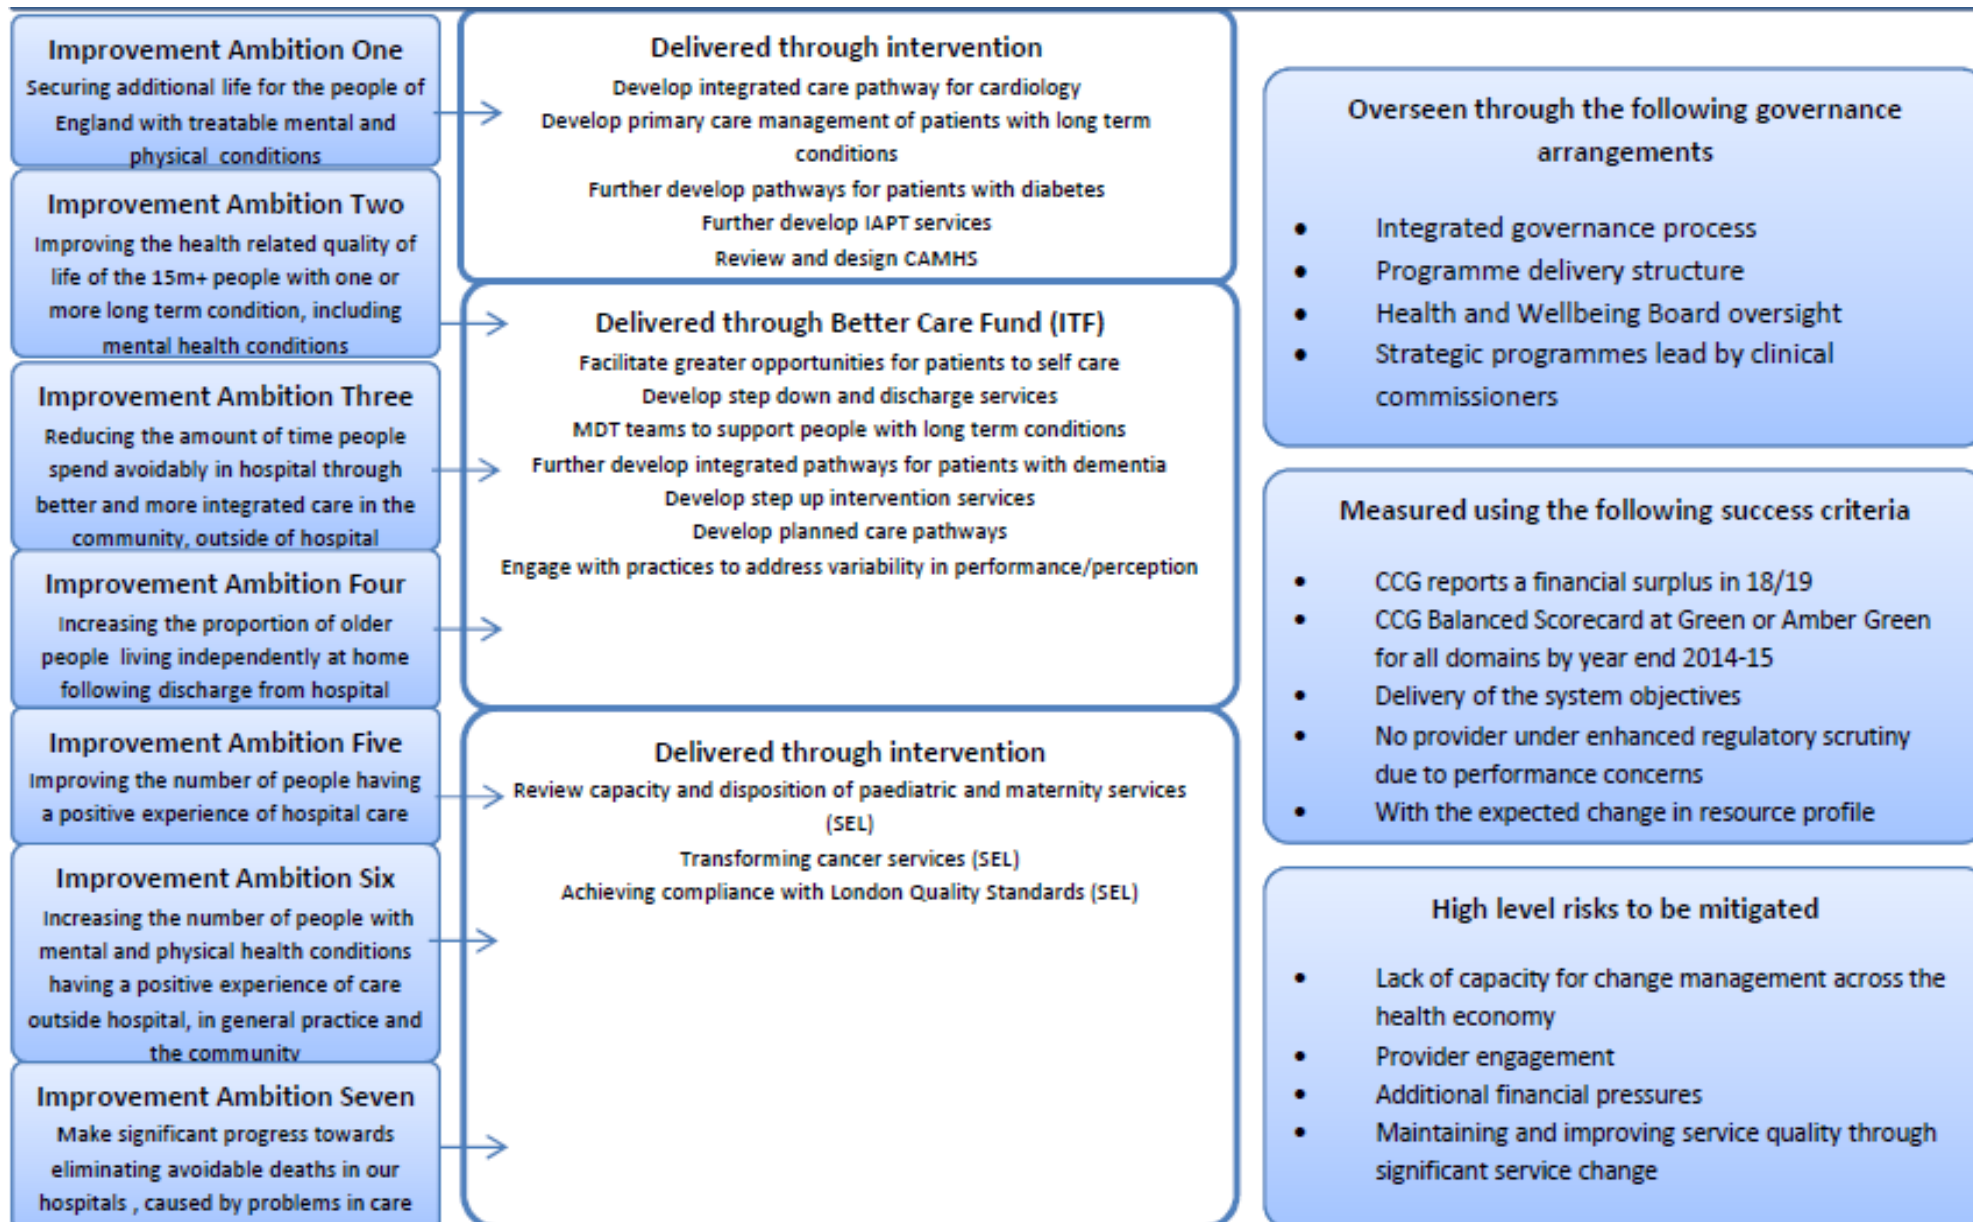 Improvement Ambition One
Securing additional life for the people of
England with treatable mental and
physical conditions
Improvement Ambition Two
Improving the health related quality of
life of the 15m+ people with one or
more long term condition, including
mental health conditions
Improvement Ambition Three
Reducing the amount of time people
spend avoidably in hospital through
better and more integrated care in the
community, outside of hospital
Improvement Ambition Four
Increasing the proportion of older
people living independently at home
following discharge from hospital
Improvement Ambition Five
Improving the number of people having
a positive experience of hospital care
Improvement Ambition Six
Increasing the number of people with
mental and physical health conditions
having a positive experience of care
outside hospital, in general practice and
the community
Improvement Ambition Seven
Make significant progress towards
eliminating avoidable deaths in our
hospitals , caused by problems in care
Delivered through intervention
Develop integrated care pathway for cardiology
Develop primary care management of patients with long term
conditions
Further develop pathways for patients with diabetes
Further develop IAPT services
Review and design CAMHS
Delivered through Better Care Fund (ITF)
Facilitate greater opportunities for patients to self care
Develop step down and discharge services
MDT teams to support people with long term conditions
Further develop integrated pathways for patients with dementia
Develop step up intervention services
Develop planned care pathways
Engage with practices to address variability in performance/perception
Delivered through intervention
Review capacity and disposition of paediatric and maternity services
(SEL)
Transforming cancer services (SEL)
Achieving compliance with London Quality Standards (SEL)
Overseen through the following governance
arrangements
• Integrated governance process
• Programme delivery structure
• Health and Wellbeing Board oversight
• Strategic programmes lead by clinical
commissioners
Measured using the following success criteria
• CCG reports a financial surplus in 18/19
• CCG Balanced Scorecard at Green or Amber Green
for all domains by year end 2014-15
• Delivery of the system objectives
• No provider under enhanced regulatory scrutiny
due to performance concerns
• With the expected change in resource profile
High level risks to be mitigated
• Lack of capacity for change management across the
health economy
• Provider engagement
• Additional financial pressures
• Maintaining and improving service quality through
significant service change